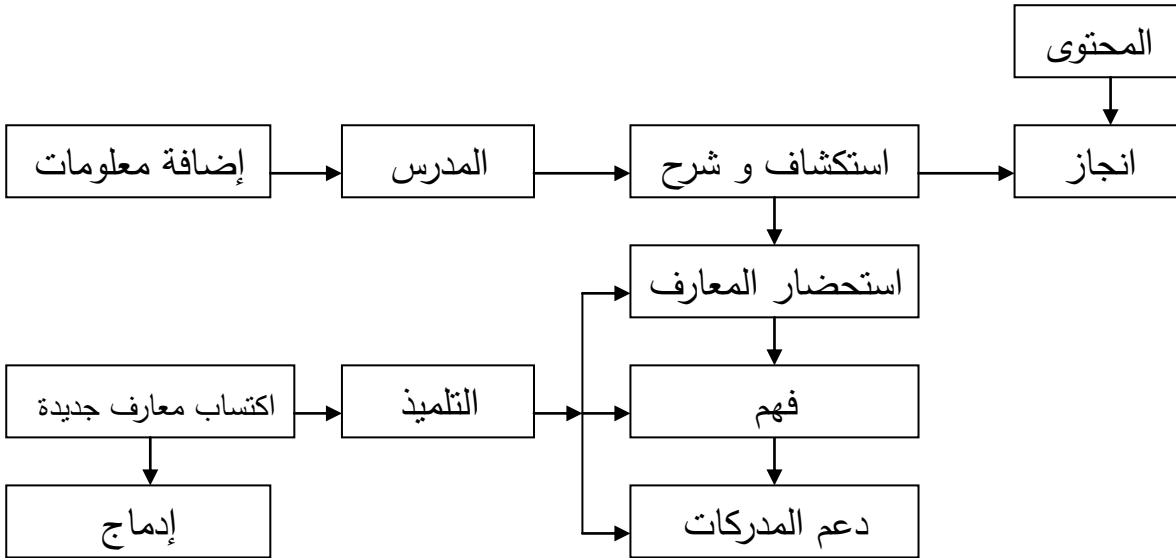 المحتوى
انجاز
استكشاف و شرح
المدرس
إضافة معلومات
استحضار المعارف
فهم
التلميذ
اكتساب معارف جديدة
دعم المدركات
إدماج